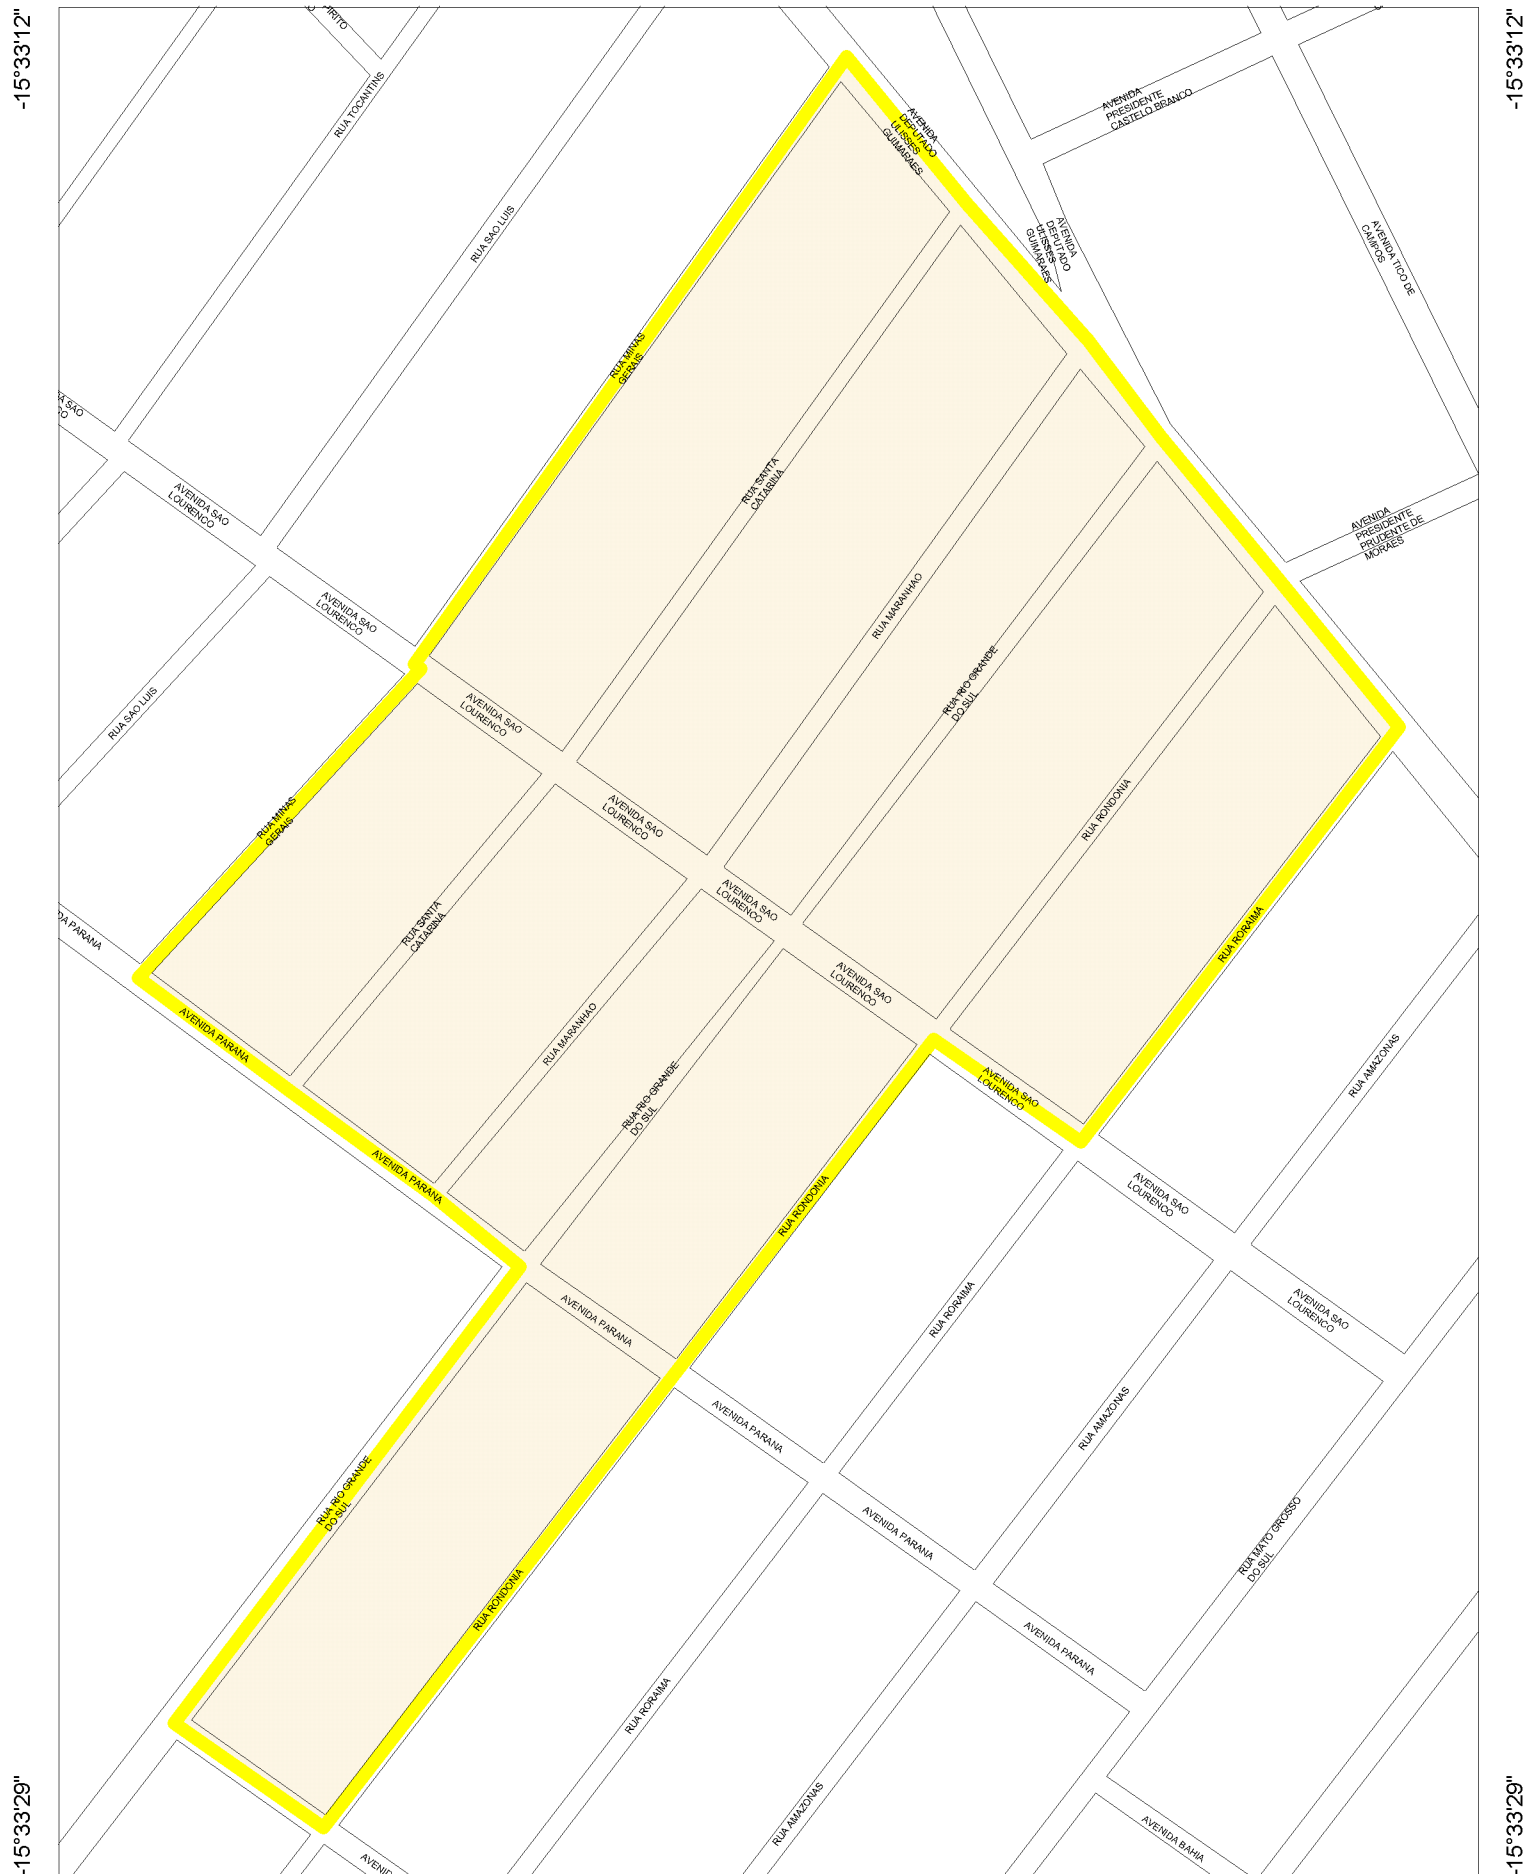 -15°33'12"
-15°33'12"
RUA TOCANTINS
AVENIDA
PRESIDENTE
CASTELO BRANCO
AVENIDA
DEPUTADO
ULISSES
GUIMARAES
RUA SAO LUIS
AVENIDA
DEPUTADO
ULISSES
GUIMARAES
AVENIDA TICO DE
CAMPOS
RUA MINAS
GERAIS
AVENIDA SAO
LOURENCO
RUA SANTA
CATARINA
AVENIDA
PRESIDENTE
PRUDENTE DE
MORAES
AVENIDA SAO
LOURENCO
RUA MARANHAO
RUA RIO GRANDE
DO SUL
RUA SAO LUIS
AVENIDA SAO
LOURENCO
RUA MINAS
GERAIS
AVENIDA SAO
LOURENCO
RUA RONDONIA
DA PARANA
RUA SANTA
CATARINA
AVENIDA SAO
LOURENCO
RUA RORAIMA
AVENIDA SAO
LOURENCO
AVENIDA PARANA
RUA MARANHAO
RUA RIO GRANDE
DO SUL
AVENIDA SAO
LOURENCO
RUA AMAZONAS
AVENIDA PARANA
RUA RONDONIA
AVENIDA SAO
LOURENCO
AVENIDA PARANA
RUA RORAIMA
AVENIDA SAO
LOURENCO
AVENIDA PARANA
RUA AMAZONAS
RUA RIO GRANDE
DO SUL
AVENIDA PARANA
RUA MATO GROSSO
DO SUL
RUA RONDONIA
AVENIDA PARANA
RUA RORAIMA
RUA AMAZONAS
AVENIDA BAHIA
-15°33'29"
-15°33'29"